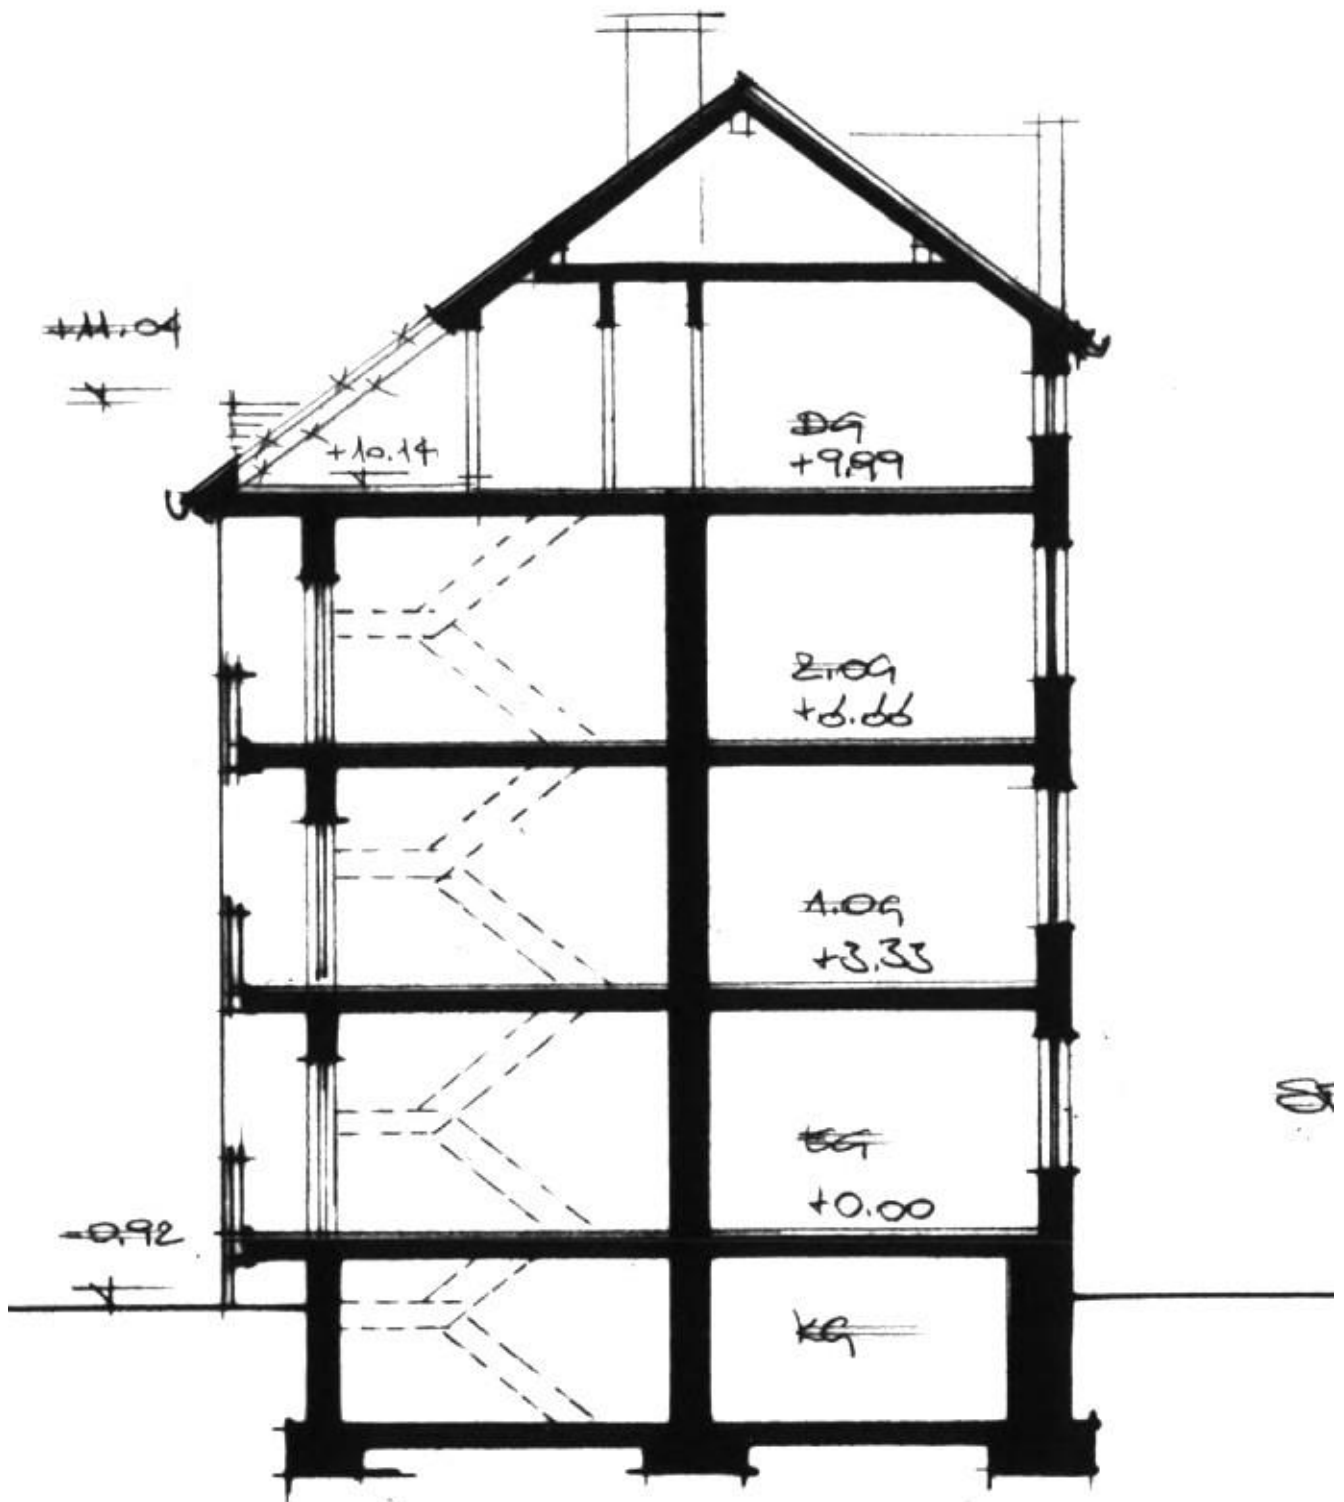 +11.04
+10.14
DG
+9,99
2.OG
+6.66
1.OG
+3.33
EG
+0.00
-0,92
KG